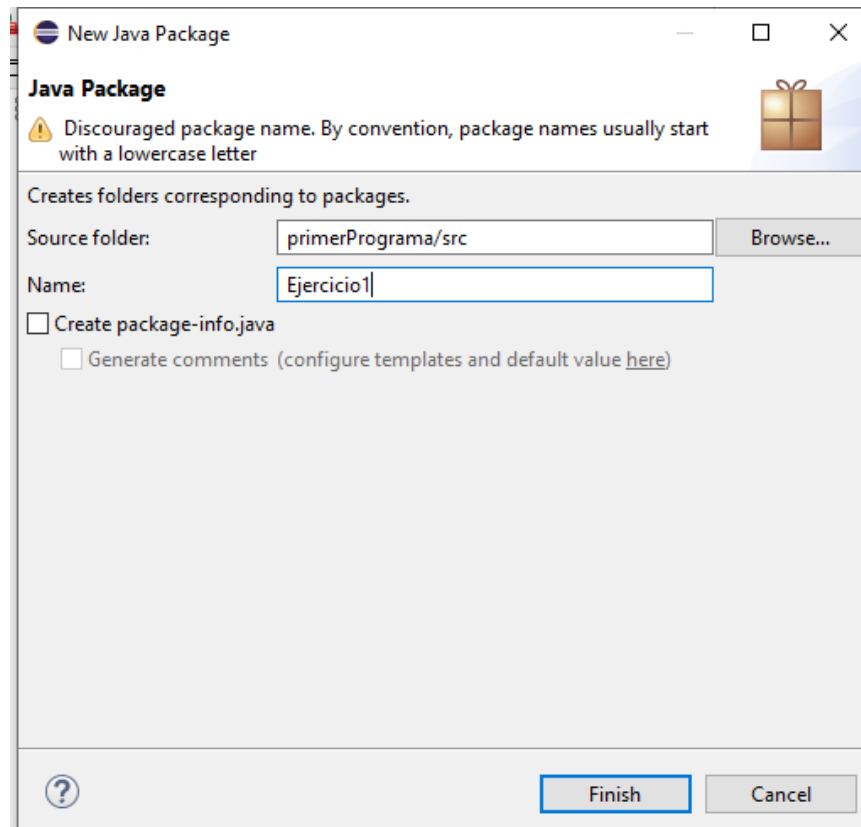 New Java Package
Java Package
Discouraged package name. By convention, package names usually start
with a lowercase letter
Creates folders corresponding to packages.
Source folder: primerPrograma/src Browse...
Name: Ejercicio1
Create package-info.java
Generate comments (configure templates and default value here)
? Finish Cancel